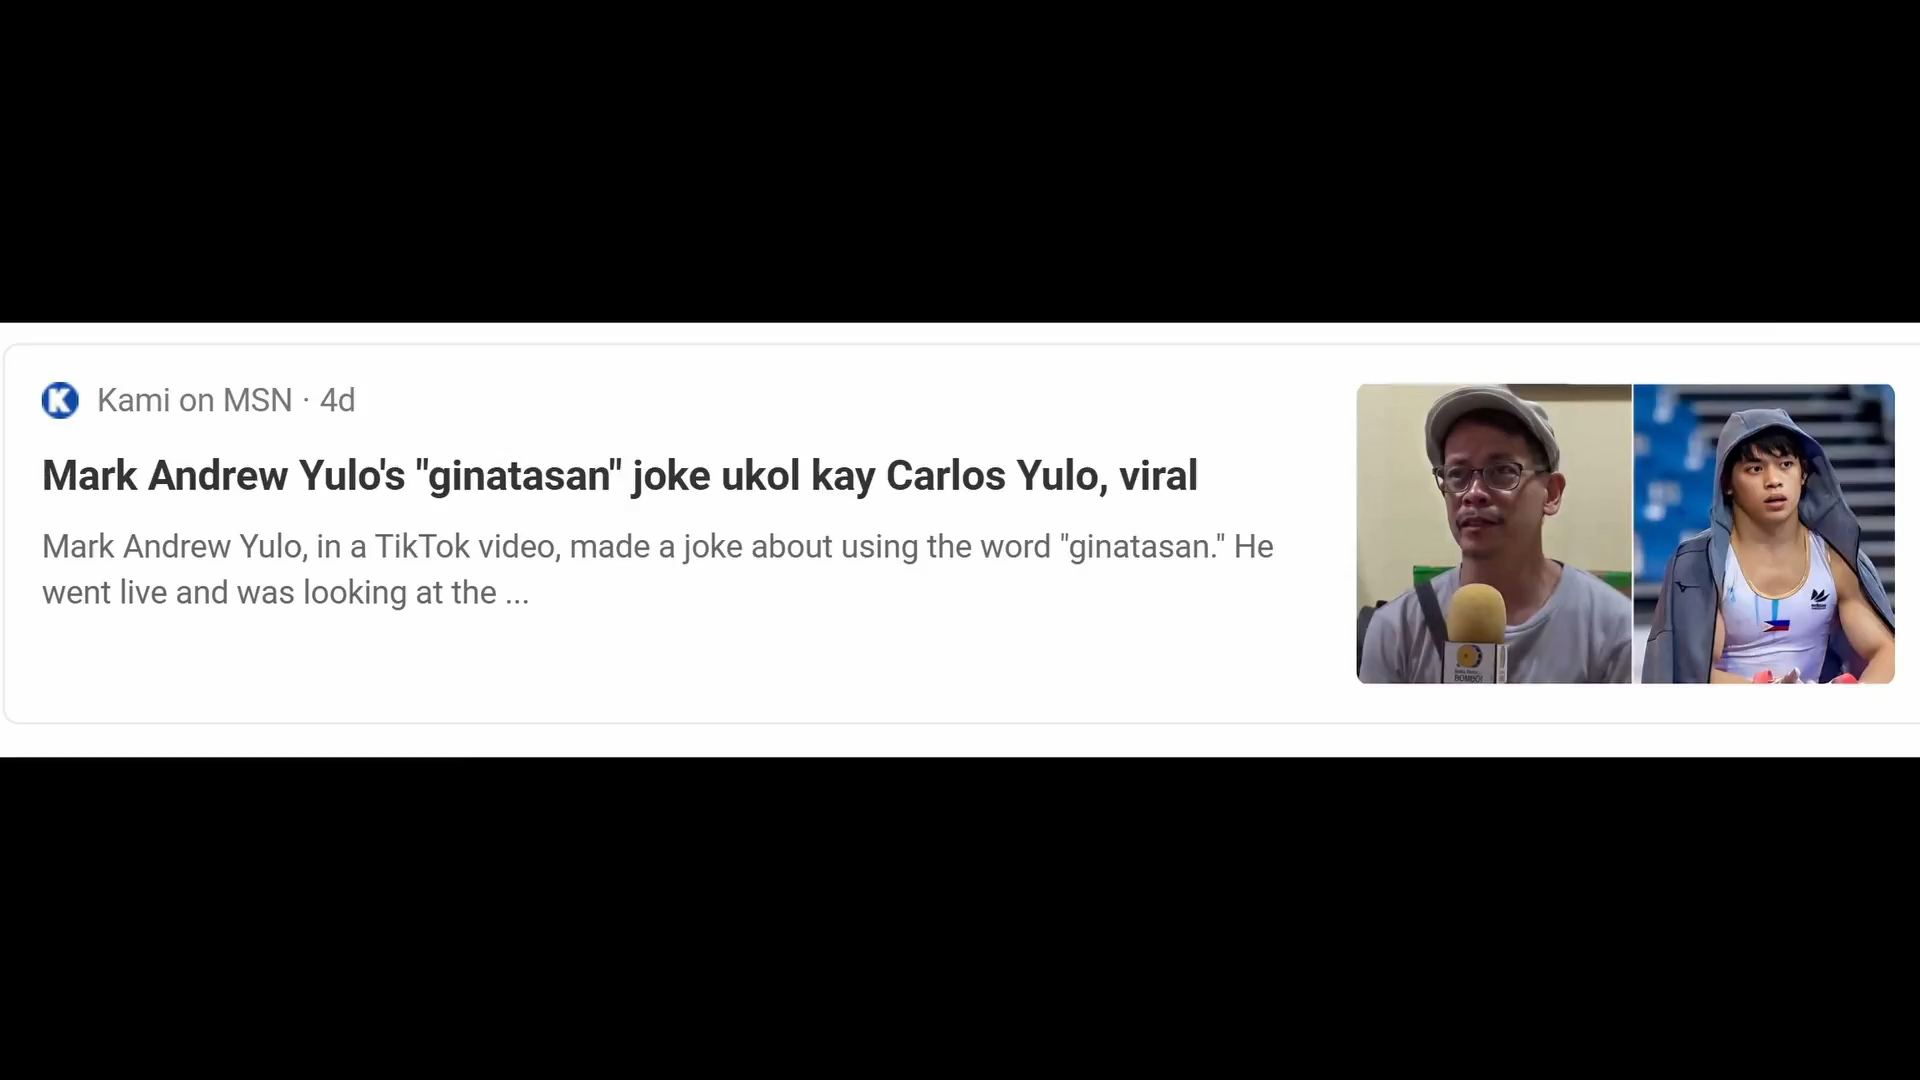 K Kami on MSN · 4d
Mark Andrew Yulo's "ginatasan" joke ukol kay Carlos Yulo, viral
Mark Andrew Yulo, in a TikTok video, made a joke about using the word "ginatasan." He
went live and was looking at the ...
BOMBO